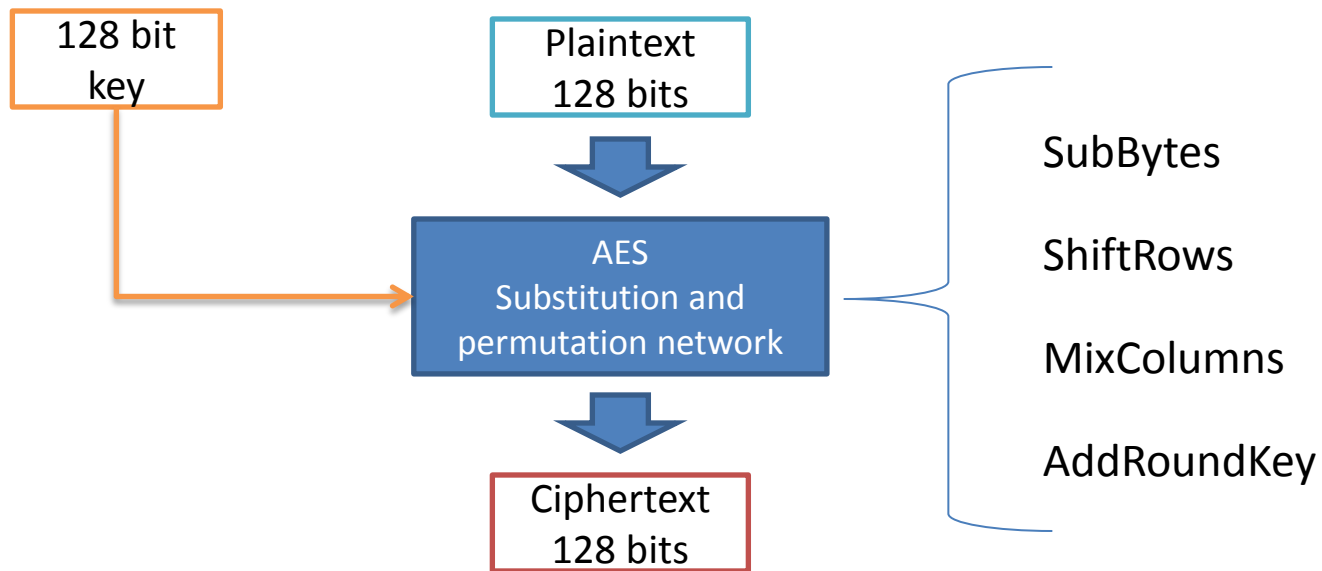 128 bit
key
Plaintext
128 bits
AES
Substitution and
permutation network
Ciphertext
128 bits
SubBytes
ShiftRows
MixColumns
AddRoundKey